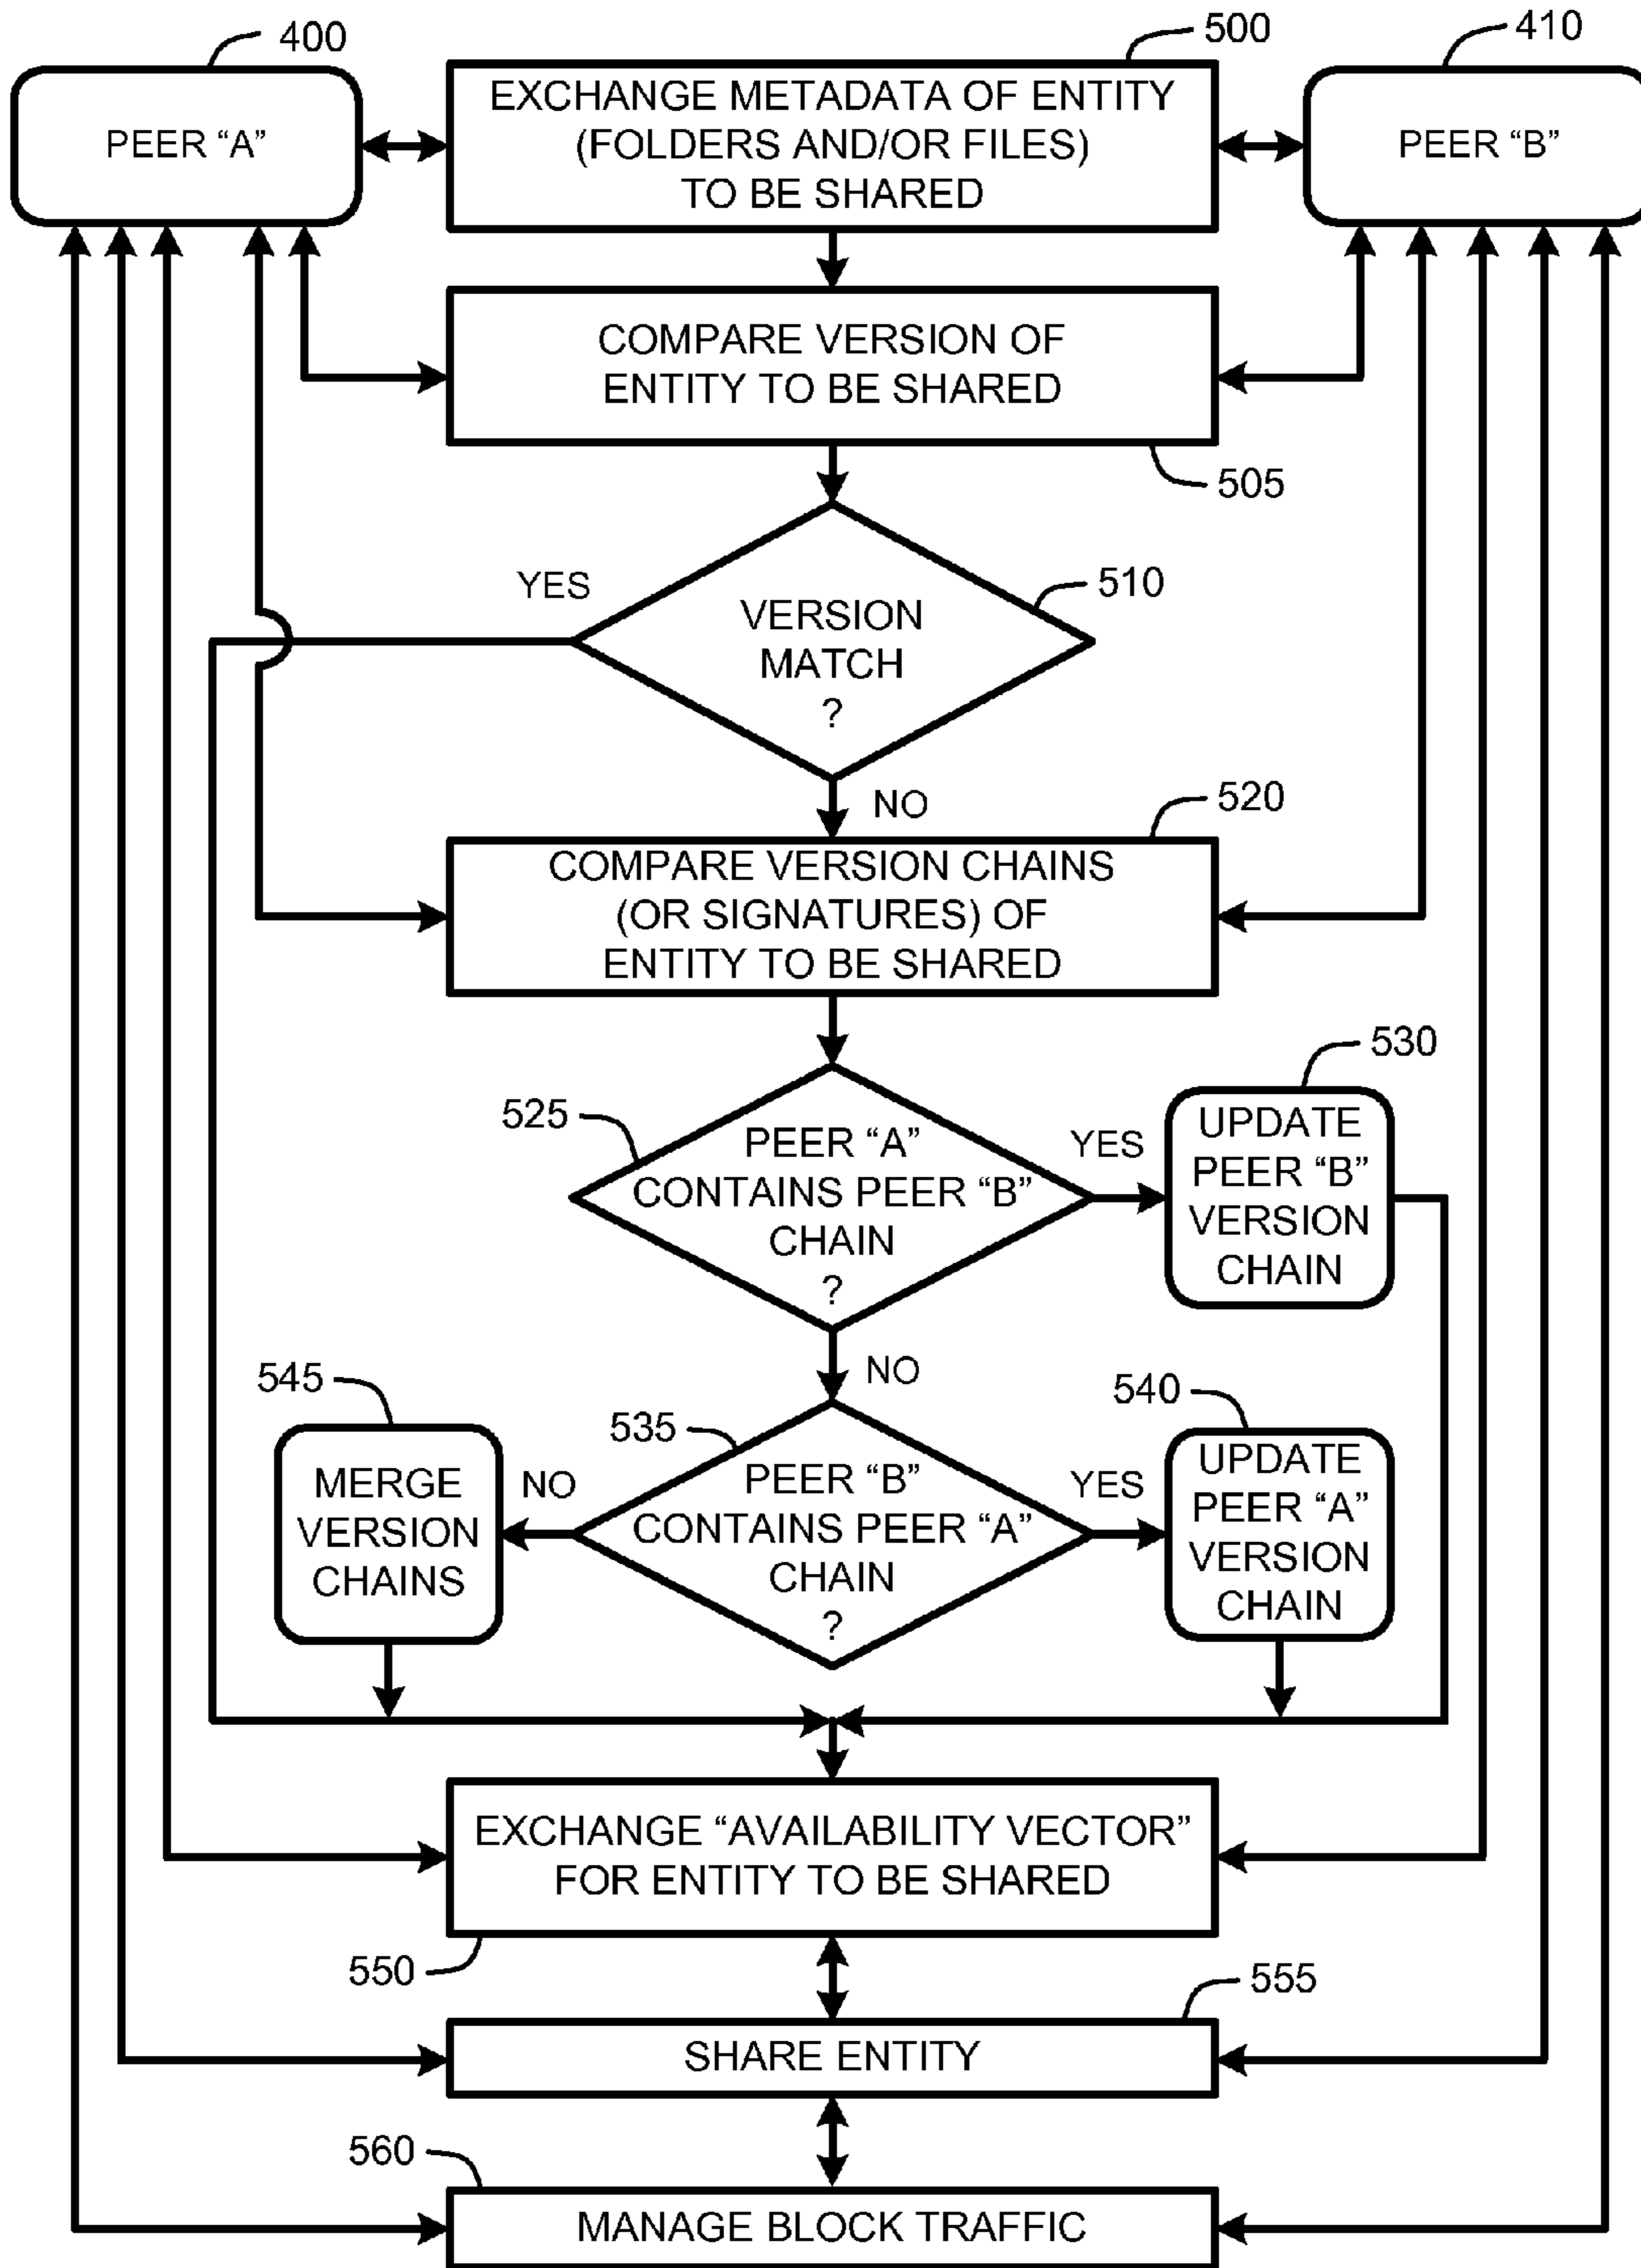 400
500
410
PEER “A”
EXCHANGE METADATA OF ENTITY
(FOLDERS AND/OR FILES)
TO BE SHARED
PEER “B”
COMPARE VERSION OF
ENTITY TO BE SHARED
505
YES
510
VERSION
MATCH
?
NO
520
COMPARE VERSION CHAINS
(OR SIGNATURES) OF
ENTITY TO BE SHARED
530
525
PEER “A”
CONTAINS PEER “B”
CHAIN
?
YES
UPDATE
PEER “B”
VERSION
CHAIN
NO
545
540
535
MERGE
VERSION
CHAINS
NO
PEER “B”
CONTAINS PEER “A”
CHAIN
?
YES
UPDATE
PEER “A”
VERSION
CHAIN
EXCHANGE “AVAILABILITY VECTOR”
FOR ENTITY TO BE SHARED
550
555
SHARE ENTITY
560
MANAGE BLOCK TRAFFIC